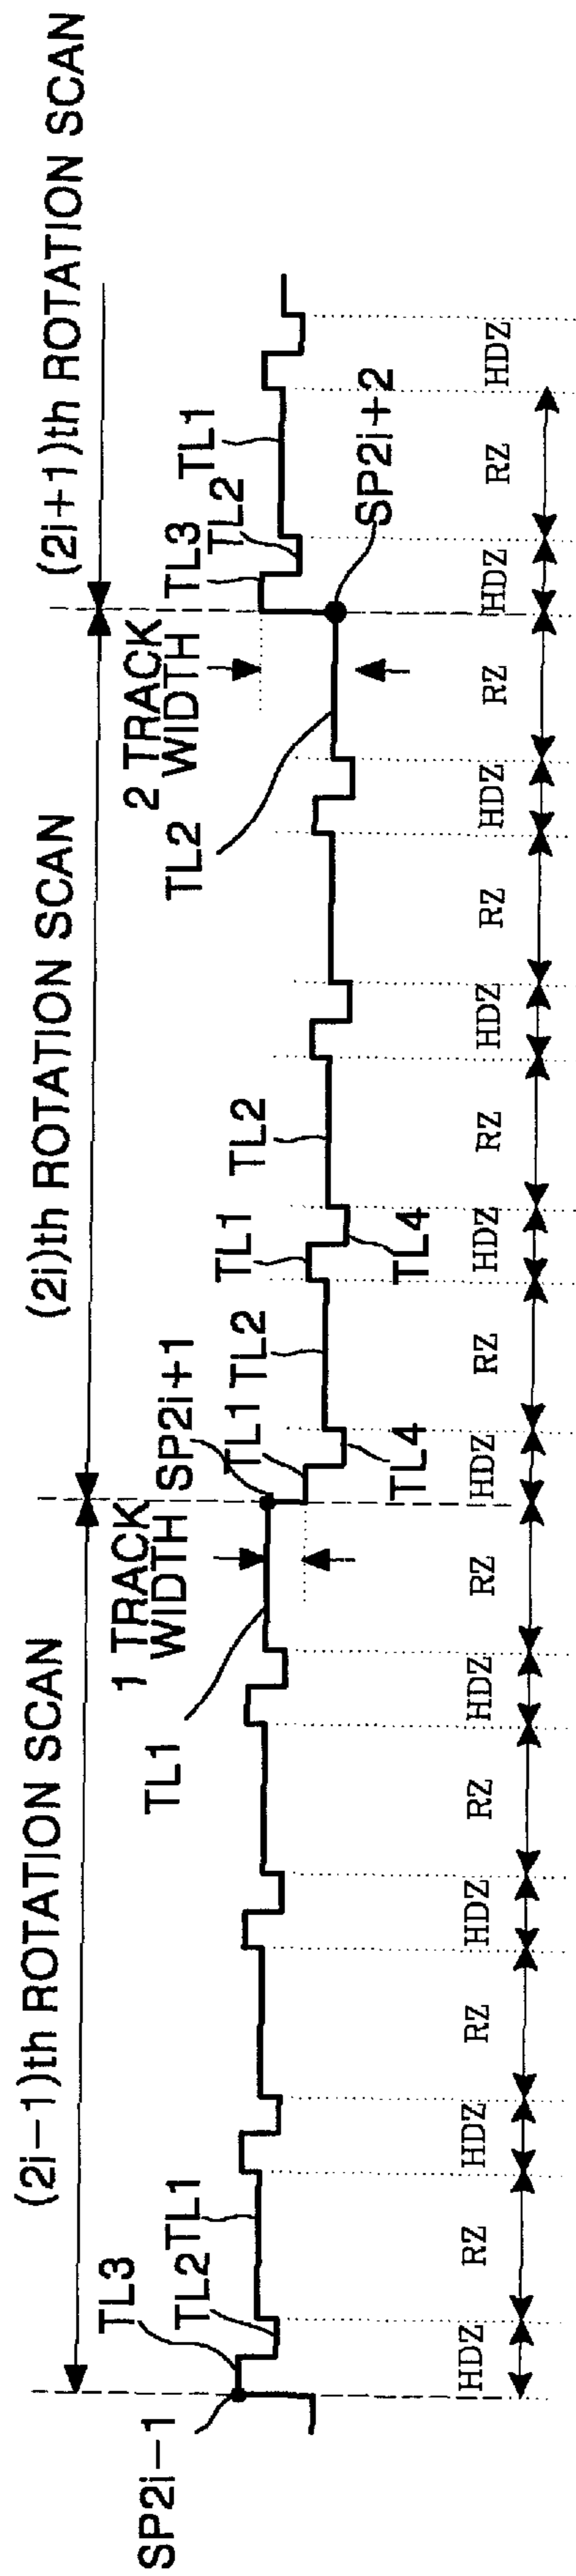 (2i−1)th ROTATION SCAN
(2i)th ROTATION SCAN
(2i+1)th ROTATION SCAN
SP2i−1
TL3
TL2
TL1
TL1
1 TRACK
WIDTH
SP2i+1
TL1
TL4
TL2
TL1
TL4
TL2
TL2
2 TRACK
WIDTH
SP2i+2
TL3
TL2
TL1
HDZ
RZ
HDZ
RZ
HDZ
RZ
HDZ
RZ
HDZ
RZ
HDZ
RZ
HDZ
RZ
HDZ
RZ
HDZ
RZ
HDZ